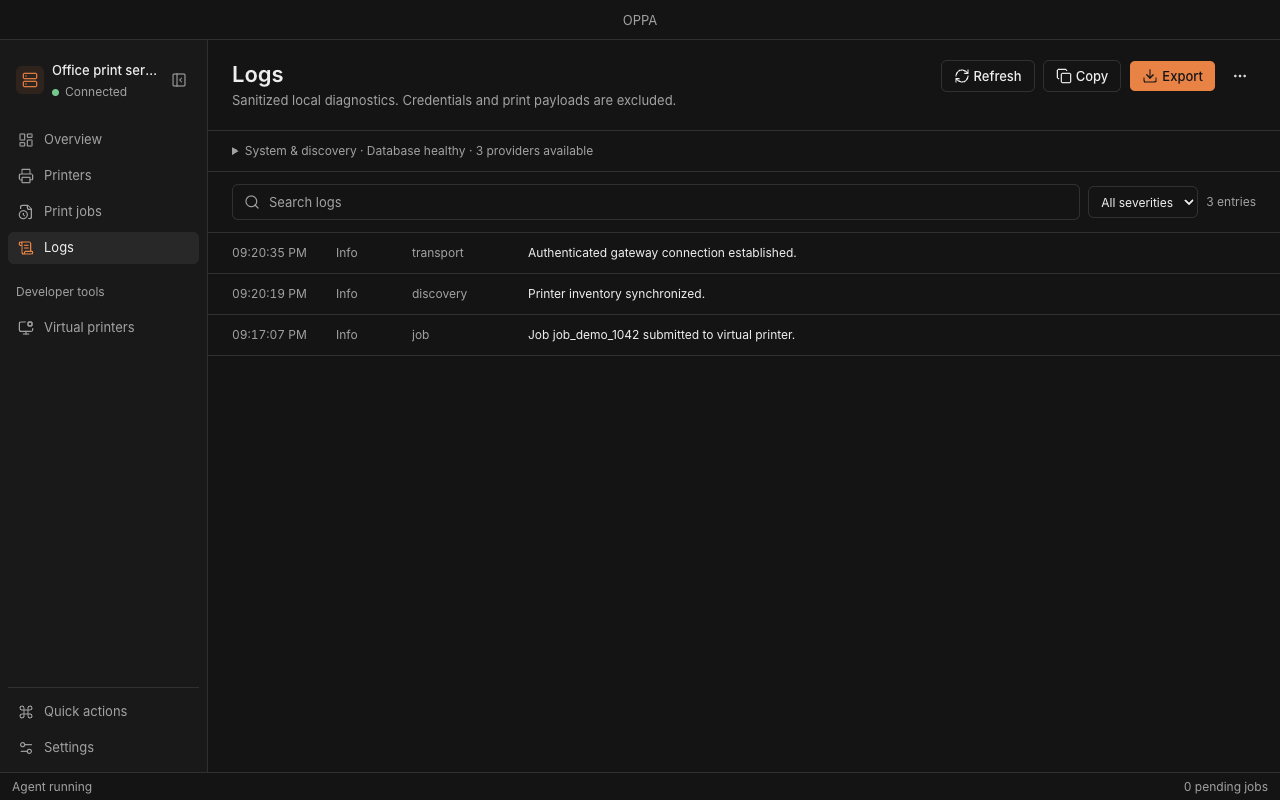 OPPA
Office print ser...
Connected
Overview
Printers
Print jobs
Logs
Developer tools
Virtual printers
Quick actions
Settings
Logs
Sanitized local diagnostics. Credentials and print payloads are excluded.
Refresh
Copy
Export
System & discovery · Database healthy · 3 providers available
Search logs
All severities
3 entries
09:20:35 PM Info transport Authenticated gateway connection established.
09:20:19 PM Info discovery Printer inventory synchronized.
09:17:07 PM Info job Job job_demo_1042 submitted to virtual printer.
Agent running
0 pending jobs